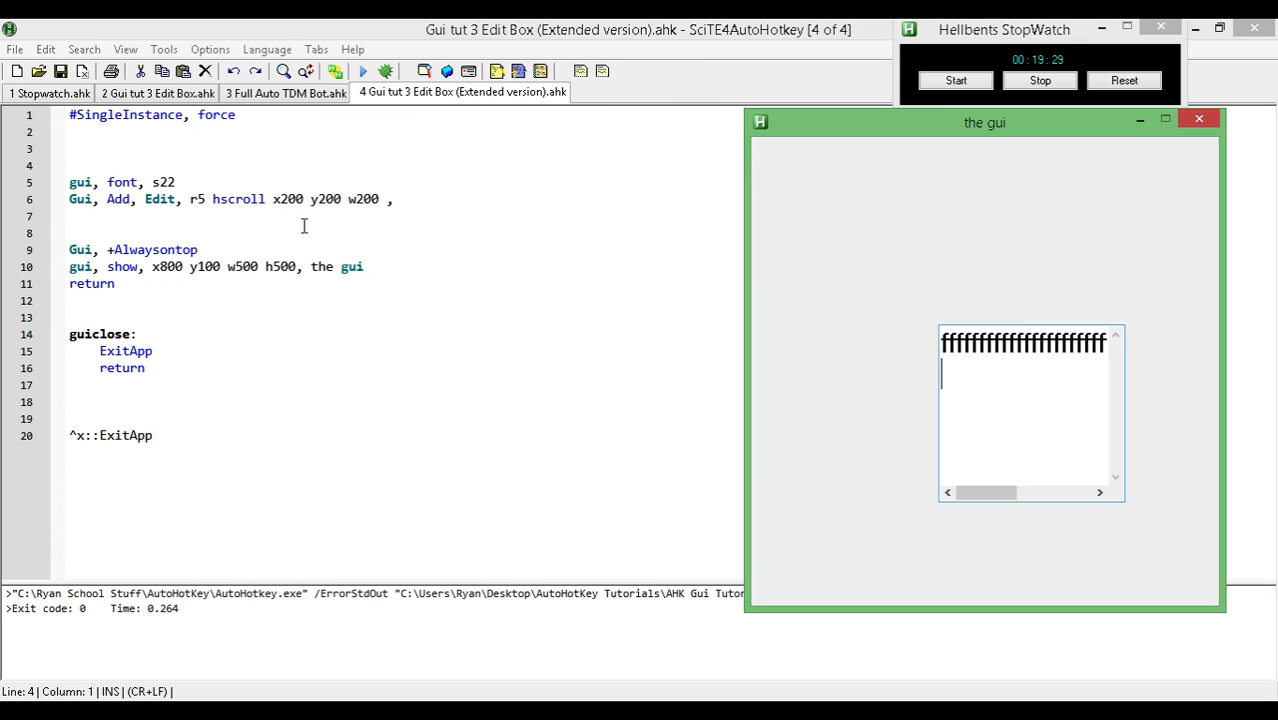 Gui tut 3 Edit Box (Extended version).ahk - SciTE4AutoHotkey [4 of 4]
File Edit Search View Tools Options Language Tabs Help
1 Stopwatch.ahk 2 Gui tut 3 Edit Box.ahk 3 Full Auto TDM Bot.ahk 4 Gui tut 3 Edit Box (Extended version).ahk
Hellbents StopWatch
00:19:29
Start Stop Reset
1 #SingleInstance, force
2
3
4
5 gui, font, s22
6 Gui, Add, Edit, r5 hscroll x200 y200 w200 ,
7
8
9 Gui, +Alwaysontop
10 gui, show, x800 y100 w500 h500, the gui
11 return
12
13
14 guiclose:
15 ExitApp
16 return
17
18
19
20 ^x::ExitApp
the gui
ffffffffffffffffffffff
>"C:\Ryan School Stuff\AutoHotKey\AutoHotkey.exe" /ErrorStdOut "C:\Users\Ryan\Desktop\AutoHotKey Tutorials\AHK Gui Tutor
>Exit code: 0 Time: 0.264
Line: 4 | Column: 1 | INS | (CR+LF) |